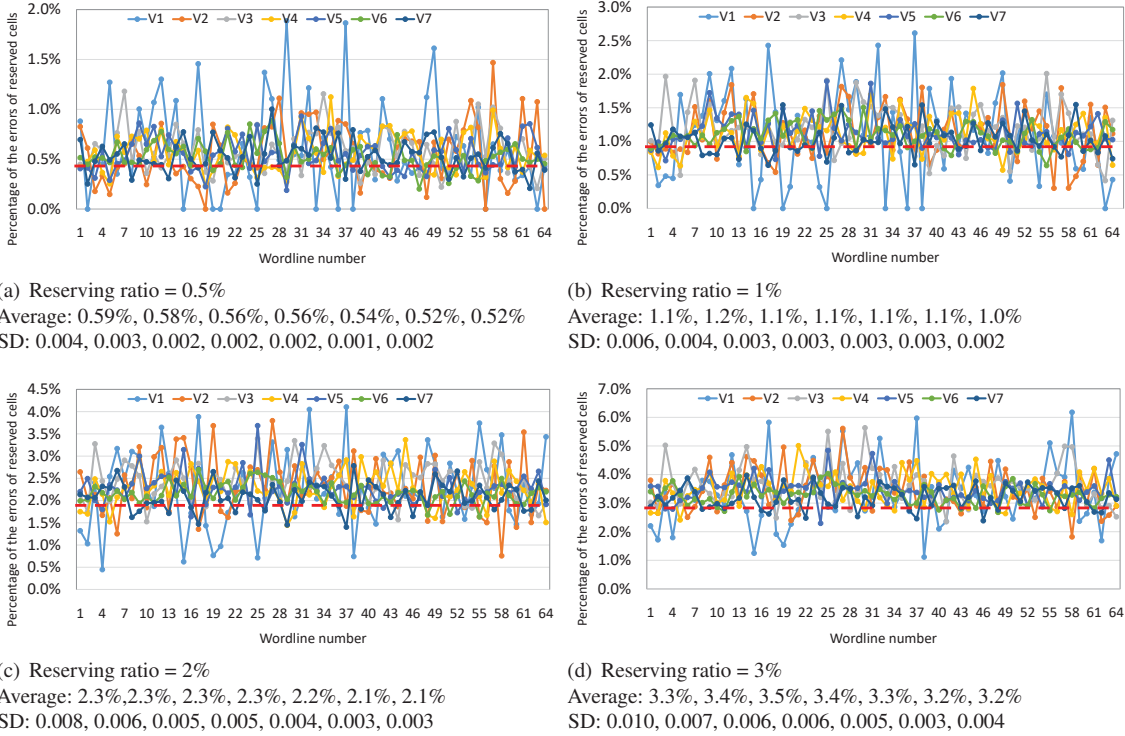 2.0%
1.5%
1.0%
0.5%
0.0%
V1 V2 V3 V4 V5 V6 V7
Percentage of the errors of reserved cells
1 4 7 10 13 16 19 22 25 28 31 34 37 40 43 46 49 52 55 58 61 64
Wordline number
(a) Reserving ratio = 0.5%
Average: 0.59%, 0.58%, 0.56%, 0.56%, 0.54%, 0.52%, 0.52%
SD: 0.004, 0.003, 0.002, 0.002, 0.002, 0.001, 0.002
3.0%
2.5%
2.0%
1.5%
1.0%
0.5%
0.0%
V1 V2 V3 V4 V5 V6 V7
Percentage of the errors of reserved cells
1 4 7 10 13 16 19 22 25 28 31 34 37 40 43 46 49 52 55 58 61 64
Wordline number
(b) Reserving ratio = 1%
Average: 1.1%, 1.2%, 1.1%, 1.1%, 1.1%, 1.1%, 1.0%
SD: 0.006, 0.004, 0.003, 0.003, 0.003, 0.003, 0.002
4.5%
4.0%
3.5%
3.0%
2.5%
2.0%
1.5%
1.0%
0.5%
0.0%
V1 V2 V3 V4 V5 V6 V7
Percentage of the errors of reserved cells
1 4 7 10 13 16 19 22 25 28 31 34 37 40 43 46 49 52 55 58 61 64
Wordline number
(c) Reserving ratio = 2%
Average: 2.3%,2.3%, 2.3%, 2.3%, 2.2%, 2.1%, 2.1%
SD: 0.008, 0.006, 0.005, 0.005, 0.004, 0.003, 0.003
7.0%
6.0%
5.0%
4.0%
3.0%
2.0%
1.0%
0.0%
V1 V2 V3 V4 V5 V6 V7
Percentage of the errors of reserved cells
1 4 7 10 13 16 19 22 25 28 31 34 37 40 43 46 49 52 55 58 61 64
Wordline number
(d) Reserving ratio = 3%
Average: 3.3%, 3.4%, 3.5%, 3.4%, 3.3%, 3.2%, 3.2%
SD: 0.010, 0.007, 0.006, 0.006, 0.005, 0.003, 0.004